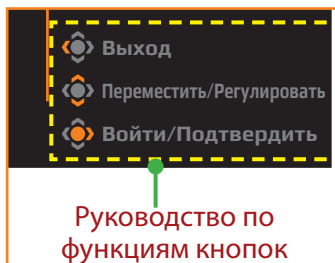 Выход
Переместить/Регулировать
Войти/Подтвердить
Руководство по
функциям кнопок